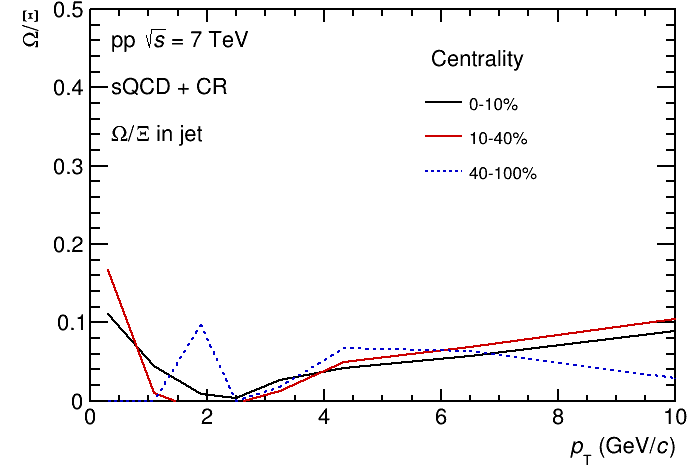 Ω/Ξ
0.5
0.4
0.3
0.2
0.1
0
pp √s = 7 TeV
sQCD + CR
Ω/Ξ in jet
Centrality
0-10%
10-40%
40-100%
0 2 4 6 8 10
p_T (GeV/c)